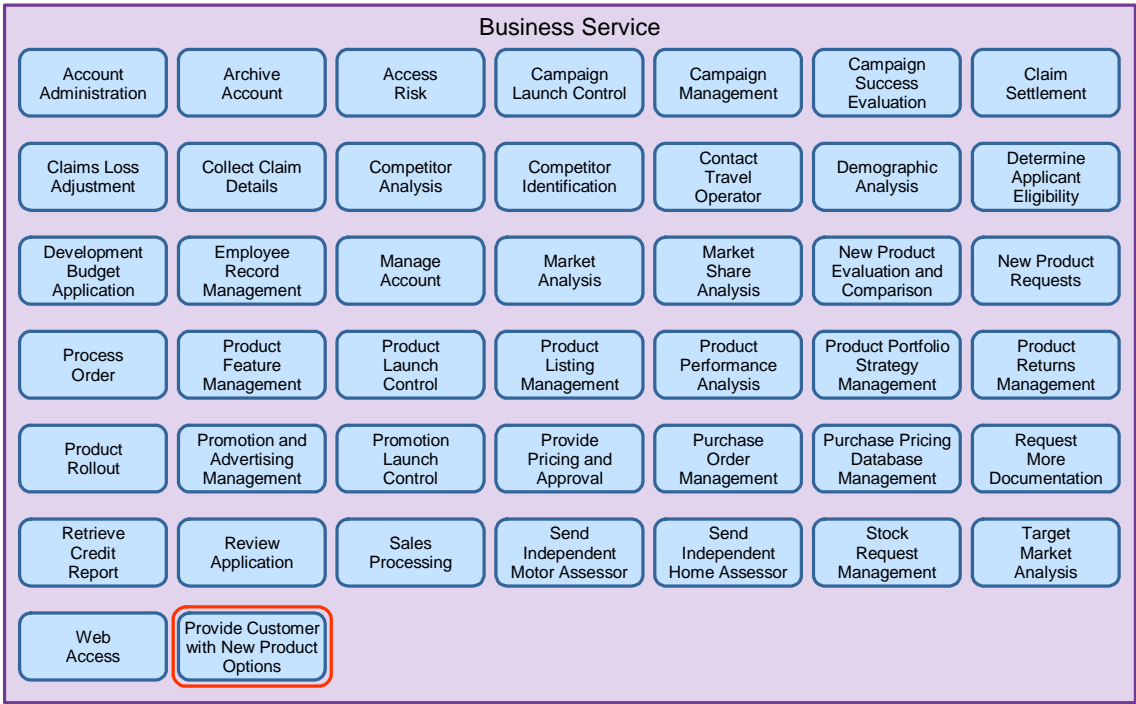 Business Service
Account
Administration
Archive
Account
Access
Risk
Campaign
Launch Control
Campaign
Management
Campaign
Success
Evaluation
Claim
Settlement
Claims Loss
Adjustment
Collect Claim
Details
Competitor
Analysis
Competitor
Identification
Contact
Travel
Operator
Demographic
Analysis
Determine
Applicant
Eligibility
Development
Budget
Application
Employee
Record
Management
Manage
Account
Market
Analysis
Market
Share
Analysis
New Product
Evaluation and
Comparison
New Product
Requests
Process
Order
Product
Feature
Management
Product
Launch
Control
Product
Listing
Management
Product
Performance
Analysis
Product Portfolio
Strategy
Management
Product
Returns
Management
Product
Rollout
Promotion and
Advertising
Management
Promotion
Launch
Control
Provide
Pricing and
Approval
Purchase
Order
Management
Purchase Pricing
Database
Management
Request
More
Documentation
Retrieve
Credit
Report
Review
Application
Sales
Processing
Send
Independent
Motor Assessor
Send
Independent
Home Assessor
Stock
Request
Management
Target
Market
Analysis
Web
Access
Provide Customer
with New Product
Options